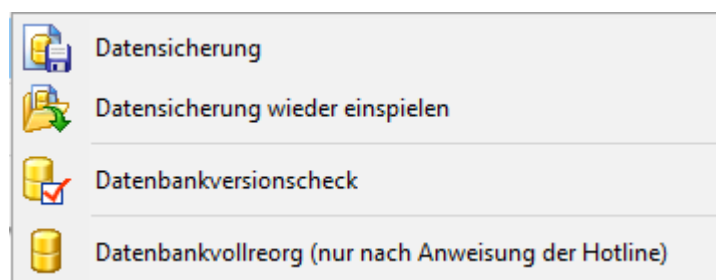 Datensicherung
Datensicherung wieder einspielen
Datenbankversionscheck
Datenbankvollreorg (nur nach Anweisung der Hotline)